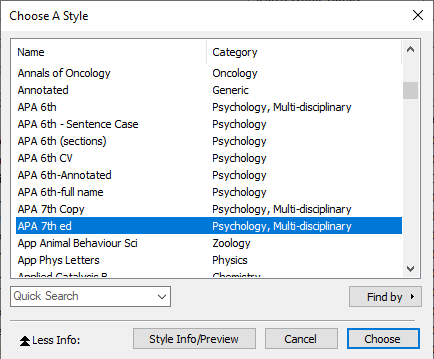 Choose A Style
Name Category
Annals of Oncology Oncology
Annotated Generic
APA 6th Psychology, Multi-disciplinary
APA 6th - Sentence Case Psychology
APA 6th (sections) Psychology
APA 6th CV Psychology
APA 6th-Annotated Psychology
APA 6th-full name Psychology
APA 7th Copy Psychology, Multi-disciplinary
APA 7th ed Psychology, Multi-disciplinary
App Animal Behaviour Sci Zoology
App Phys Letters Physics
Applied Catalysis B Chemistry
Quick Search Find by
Less Info: Style Info/Preview Cancel Choose